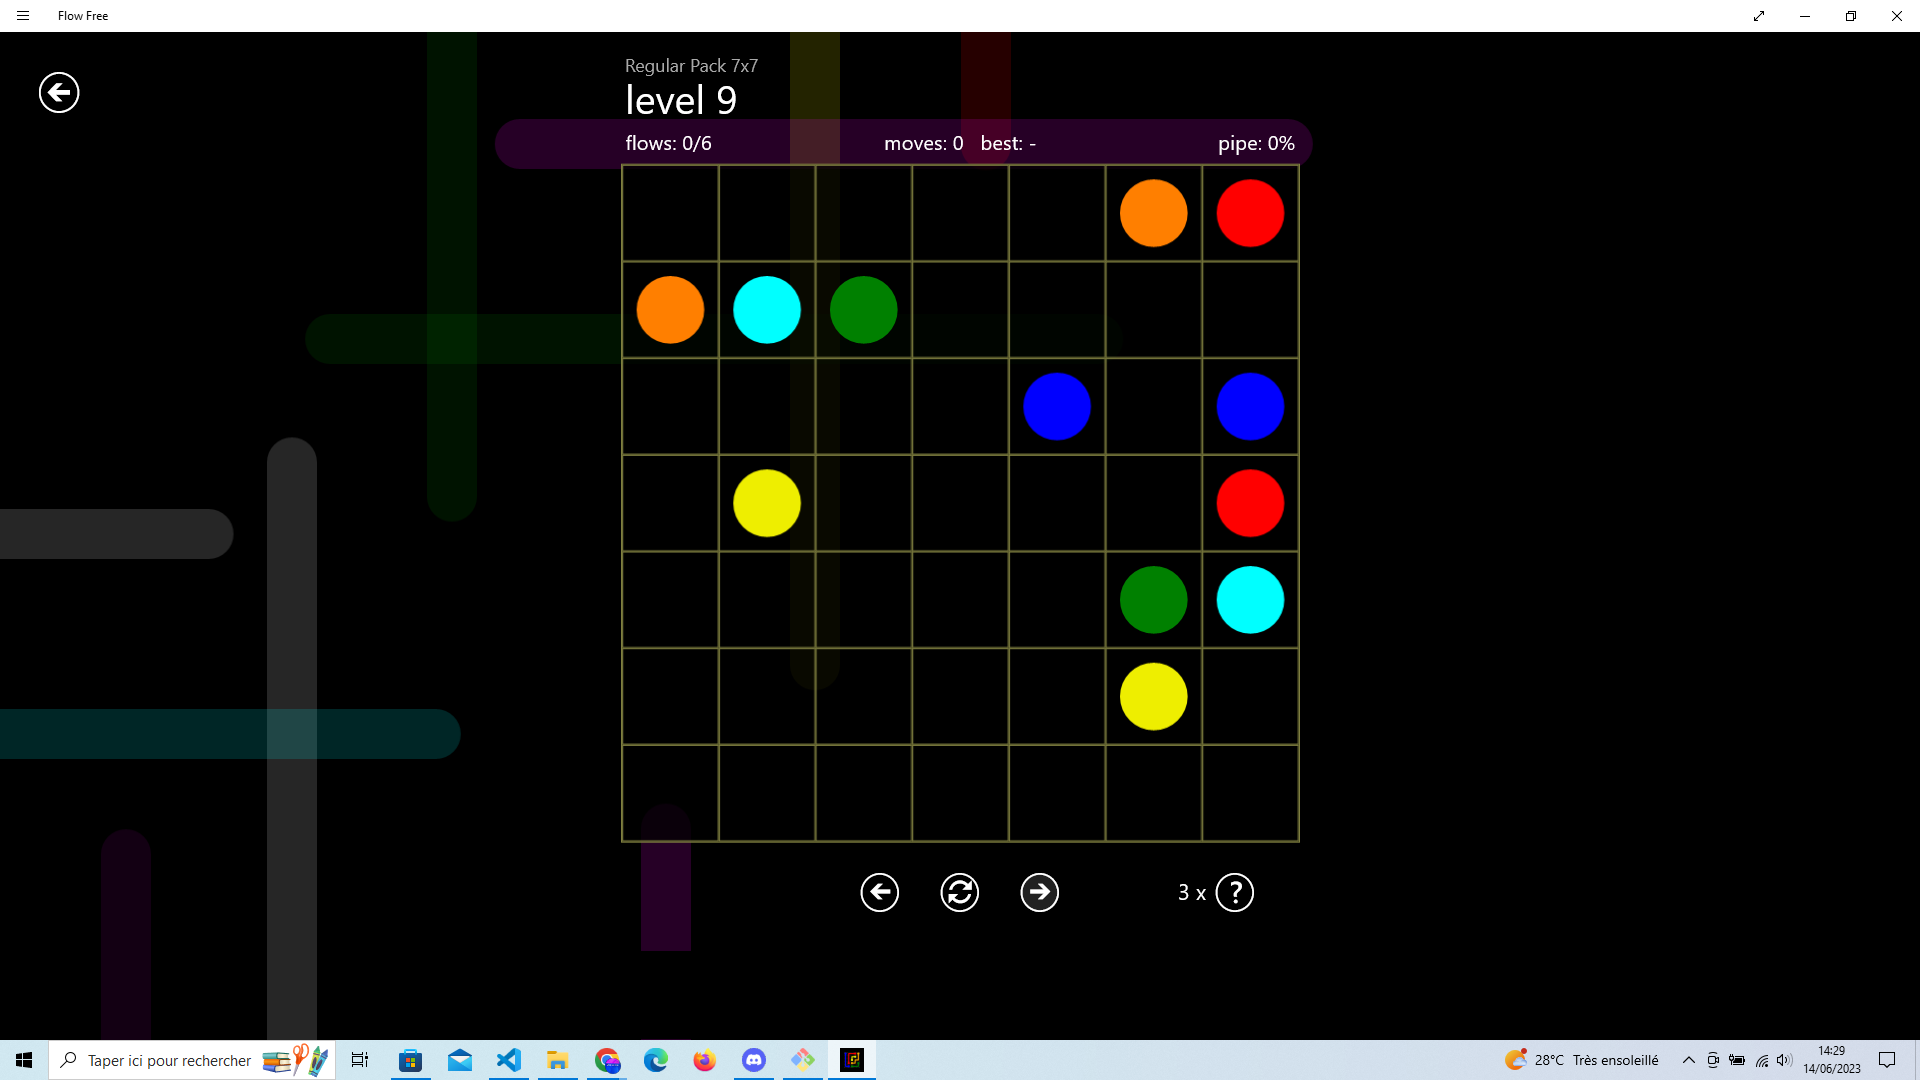 Flow Free
Regular Pack 7x7
level 9
flows: 0/6 moves: 0 best: - pipe: 0%
3 x ?
Taper ici pour rechercher 28°C Très ensoleillé 14:29
14/06/2023